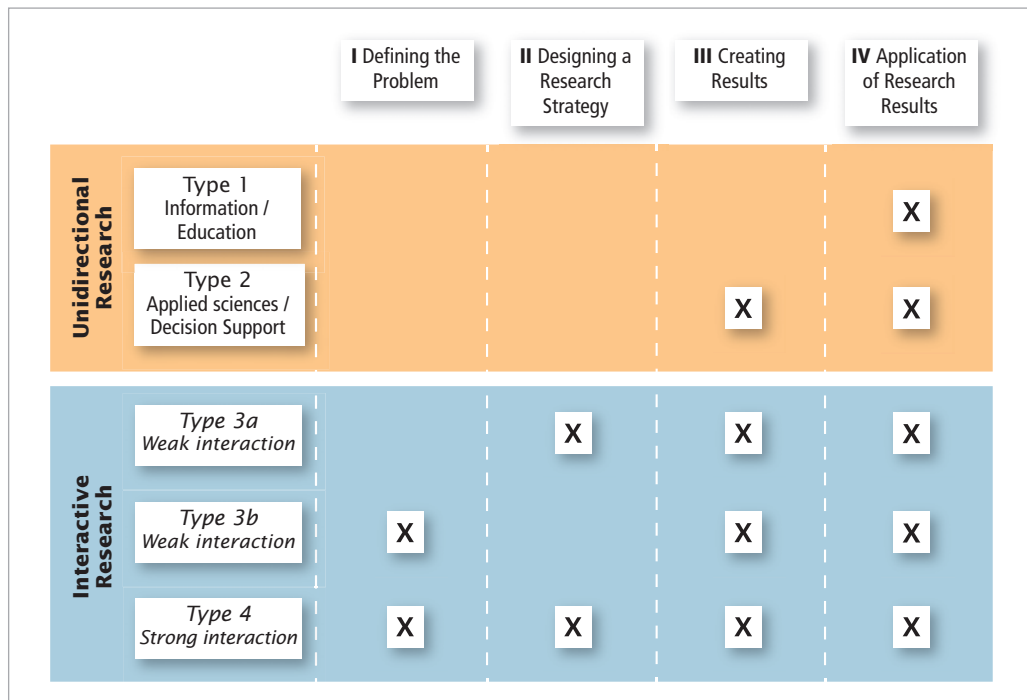 I Defining the
Problem
II Designing a
Research
Strategy
III Creating
Results
IV Application
of Research
Results
Unidirectional
Research
Type 1
Information /
Education
X
Type 2
Applied sciences /
Decision Support
X X
Interactive
Research
Type 3a
Weak interaction
X X X
Type 3b
Weak interaction
X X X
Type 4
Strong interaction
X X X X